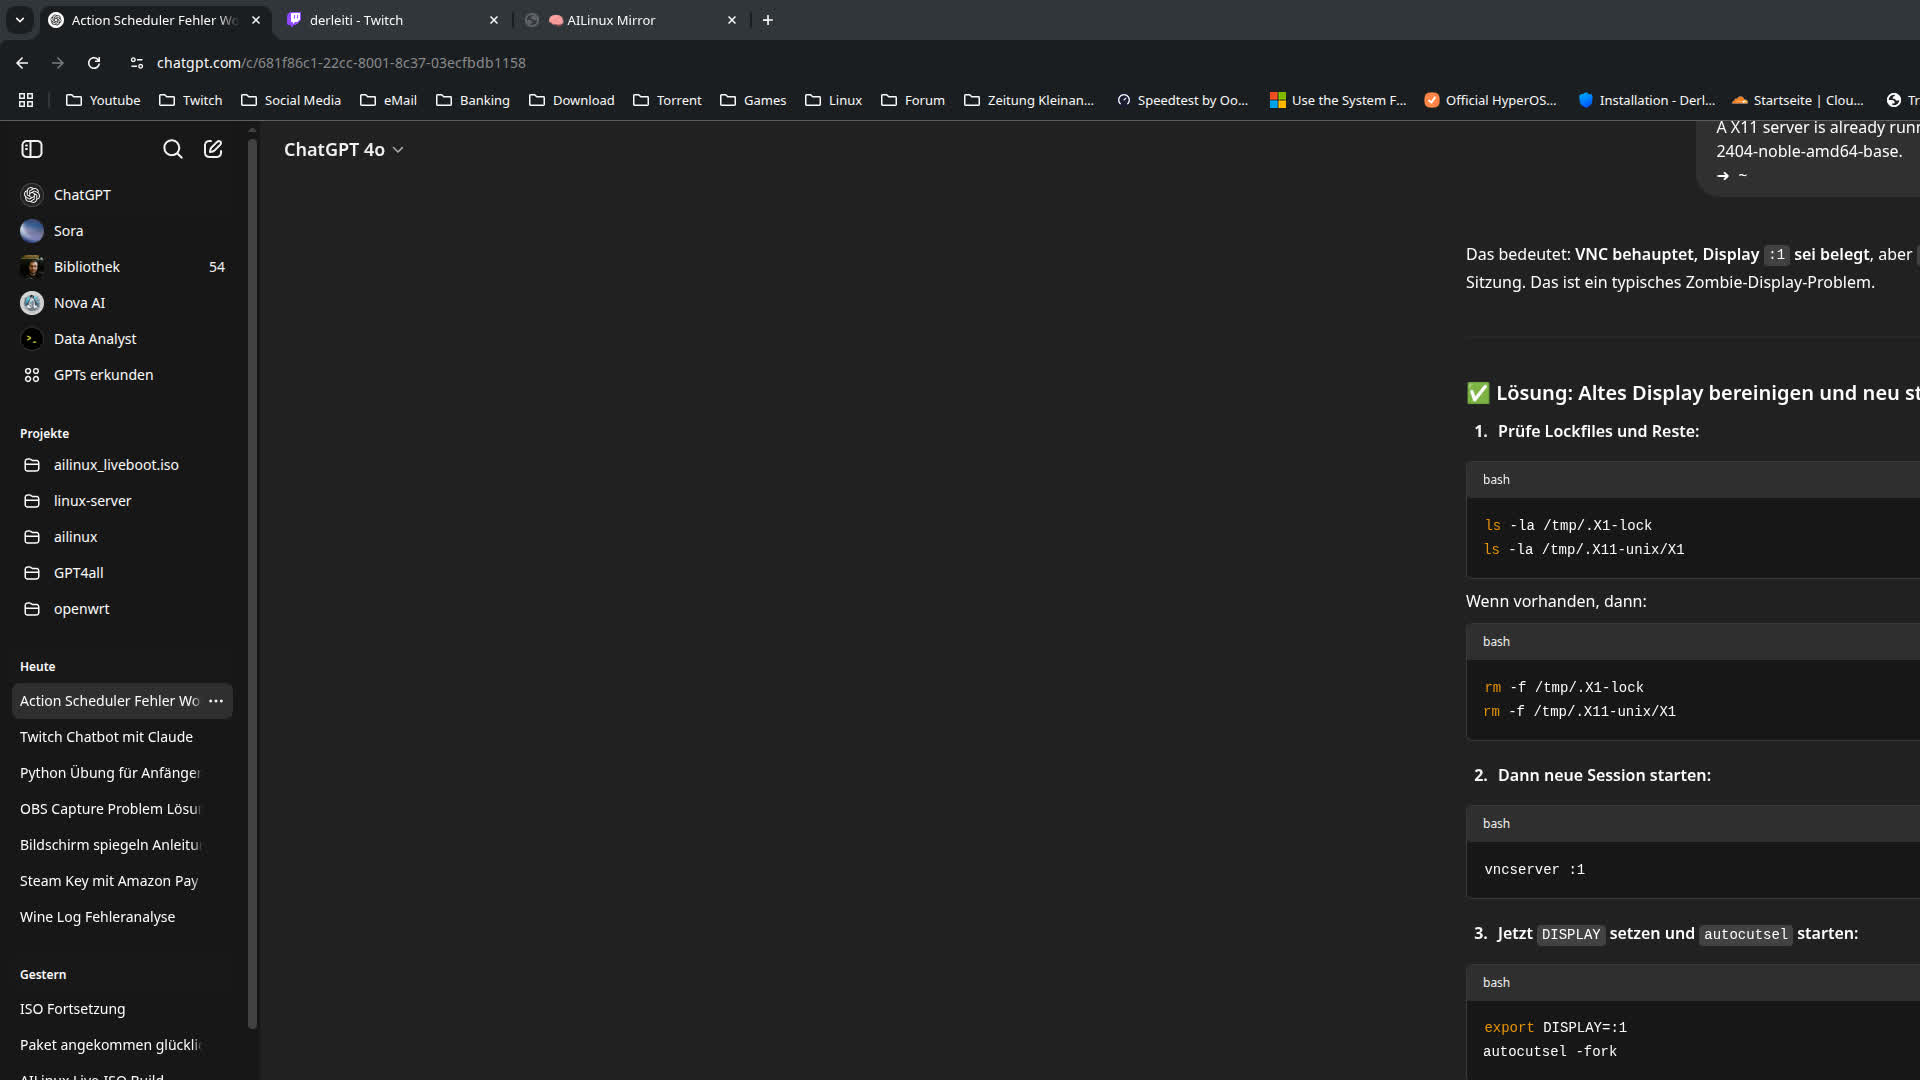 Action Scheduler Fehler Wo
derleiti - Twitch
AILinux Mirror
chatgpt.com/c/681f86c1-22cc-8001-8c37-03ecfbdb1158
Youtube
Twitch
Social Media
eMail
Banking
Download
Torrent
Games
Linux
Forum
Zeitung Kleinan...
Speedtest by Oo...
Use the System F...
Official HyperOS...
Installation - Derl...
Startseite | Clou...
Tr
ChatGPT
Sora
Bibliothek 54
Nova AI
Data Analyst
GPTs erkunden
Projekte
ailinux_liveboot.iso
linux-server
ailinux
GPT4all
openwrt
Heute
Action Scheduler Fehler Wo
Twitch Chatbot mit Claude
Python Übung für Anfänger
OBS Capture Problem Lösu
Bildschirm spiegeln Anleitu
Steam Key mit Amazon Pay
Wine Log Fehleranalyse
Gestern
ISO Fortsetzung
Paket angekommen glückli
AILinux Live ISO Build
ChatGPT 4o
A X11 server is already run
2404-noble-amd64-base.
➜ ~
Das bedeutet: VNC behauptet, Display :1 sei belegt, aber
Sitzung. Das ist ein typisches Zombie-Display-Problem.
✅ Lösung: Altes Display bereinigen und neu st
1. Prüfe Lockfiles und Reste:
bash
ls -la /tmp/.X1-lock
ls -la /tmp/.X11-unix/X1
Wenn vorhanden, dann:
bash
rm -f /tmp/.X1-lock
rm -f /tmp/.X11-unix/X1
2. Dann neue Session starten:
bash
vncserver :1
3. Jetzt DISPLAY setzen und autocutsel starten:
bash
export DISPLAY=:1
autocutsel -fork